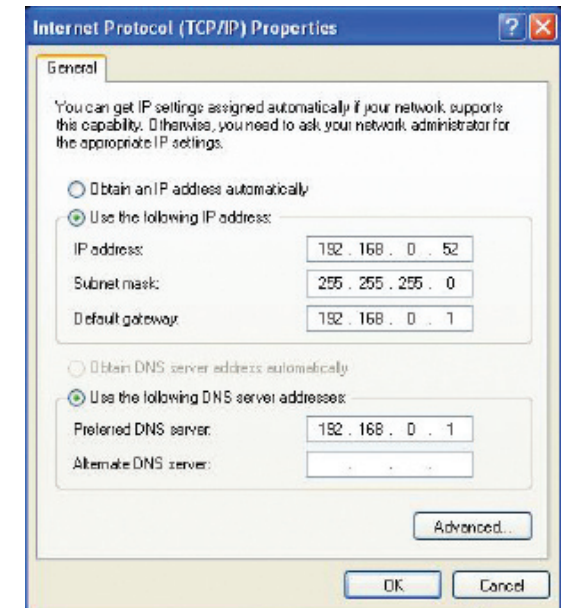 Internet Protocol (TCP/IP) Properties
General
You can get IP settings assigned automatically if your network supports
this capability. Otherwise, you need to ask your network administrator for
the appropriate IP settings.
Obtain an IP address automatically
Use the following IP address:
IP address: 192 . 168 . 0 . 52
Subnet mask: 255 . 255 . 255 . 0
Default gateway: 192 . 168 . 0 . 1
Obtain DNS server address automatically
Use the following DNS server addresses:
Preferred DNS server: 192 . 168 . 0 . 1
Alternate DNS server: . . .
Advanced...
OK Cancel